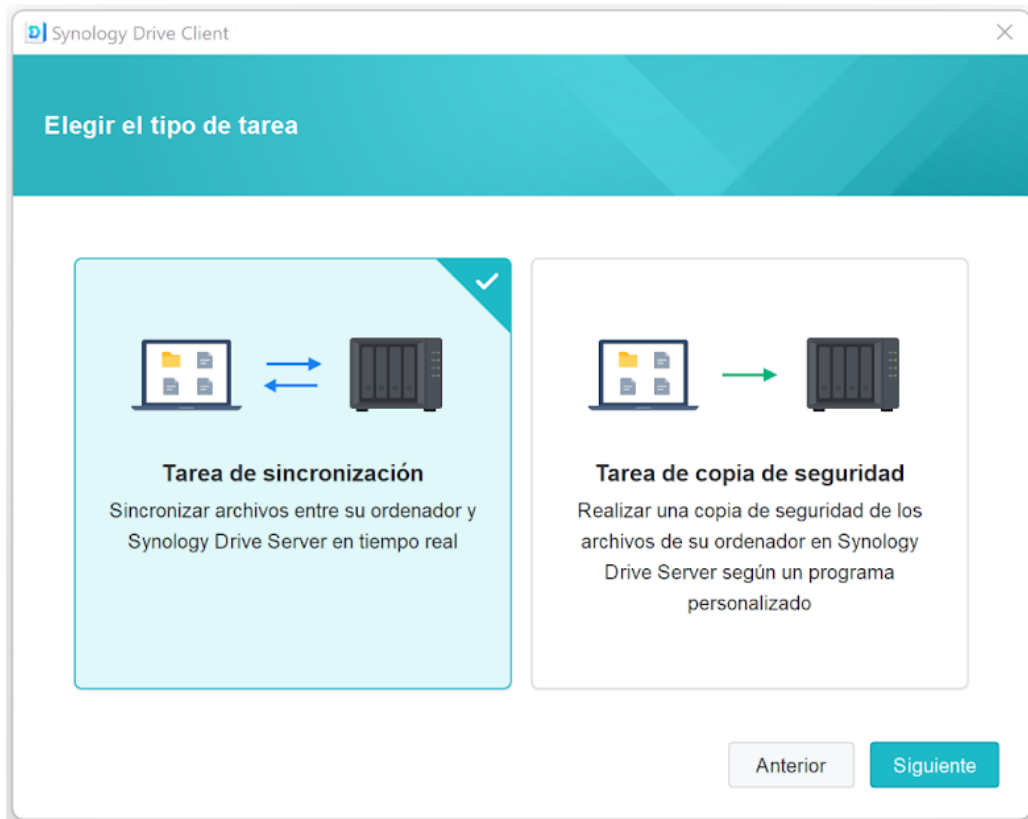 Synology Drive Client
Elegir el tipo de tarea
Tarea de sincronización
Sincronizar archivos entre su ordenador y
Synology Drive Server en tiempo real
Tarea de copia de seguridad
Realizar una copia de seguridad de los
archivos de su ordenador en Synology
Drive Server según un programa
personalizado
Anterior
Siguiente